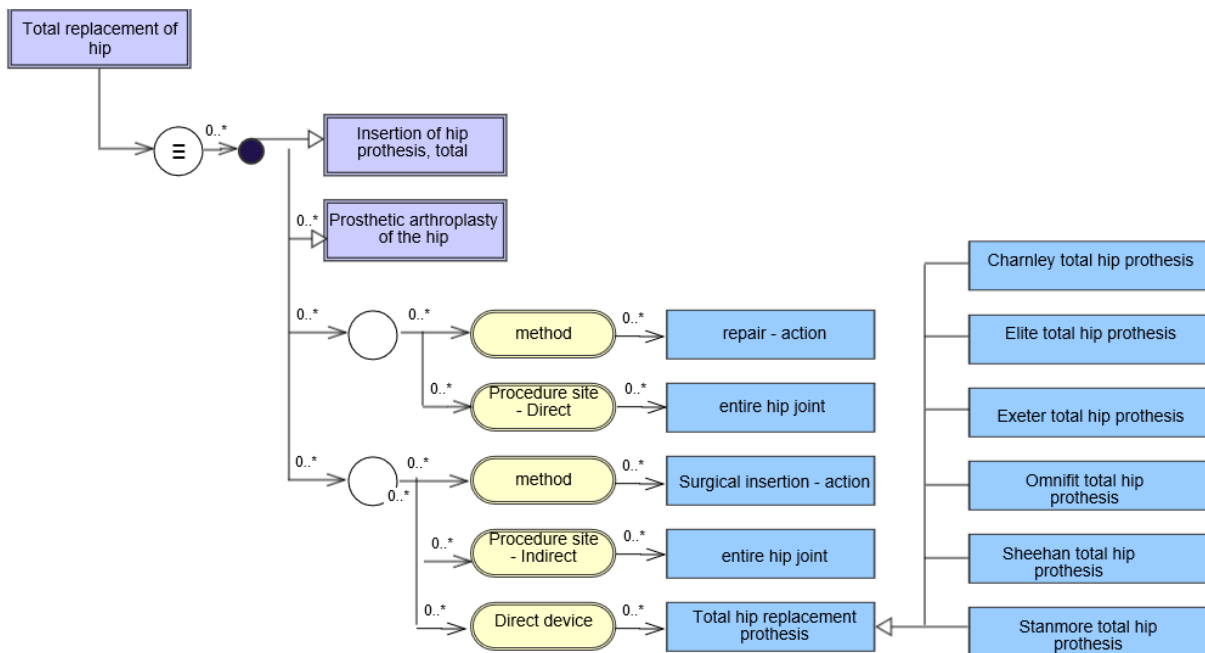 Total replacement of
hip
0..*
Insertion of hip
prothesis, total
0..*
Prosthetic arthroplasty
of the hip
Charnley total hip prothesis
0..*
0..*
method
0..*
repair - action
Elite total hip prothesis
0..*
Procedure site
- Direct
0..*
entire hip joint
Exeter total hip prothesis
0..*
0..*
0..*
method
0..*
Surgical insertion - action
Omnifit total hip
prothesis
0..*
Procedure site
- Indirect
0..*
entire hip joint
Sheehan total hip
prothesis
0..*
Direct device
0..*
Total hip replacement
prothesis
Stanmore total hip
prothesis